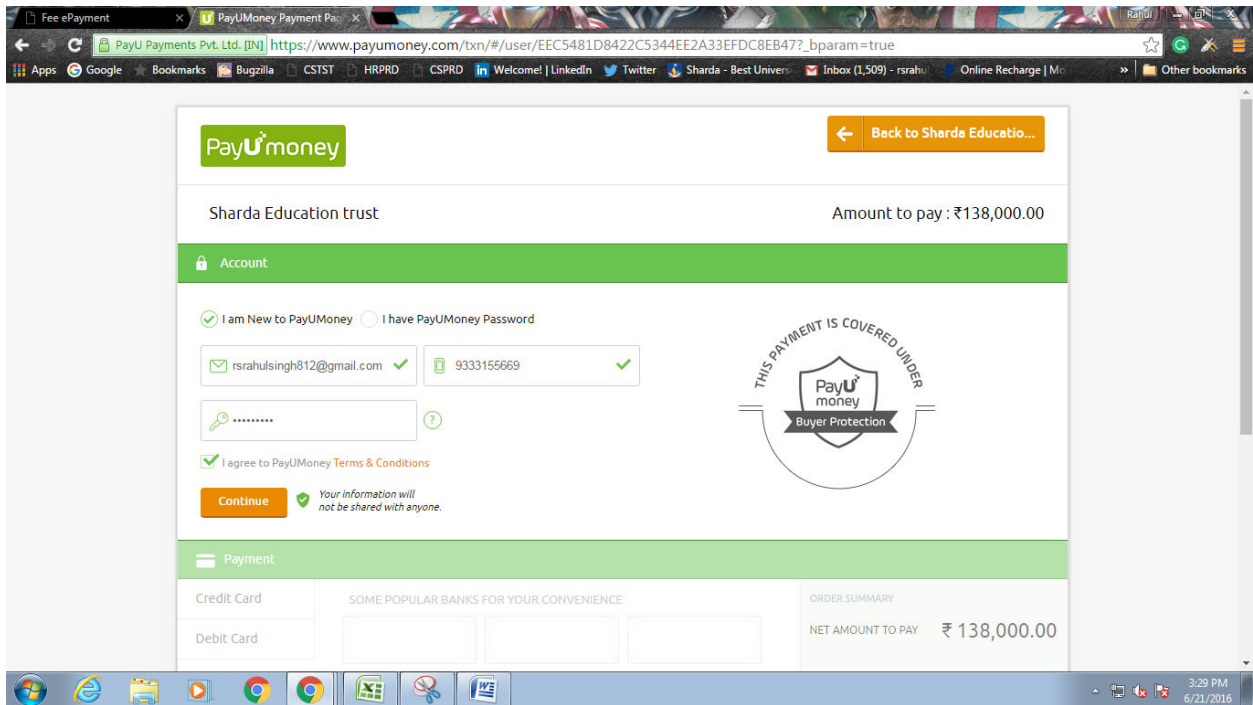 Fee ePayment
PayUMoney Payment Pag
Rahul
PayU Payments Pvt. Ltd. [IN] https://www.payumoney.com/txn/#/user/EEC5481D8422C5344EE2A33EFDC8EB47?_bparam=true
Apps Google Bookmarks Bugzilla CSTST HRPRD CSPRD Welcome! | LinkedIn Twitter Sharda - Best Univers Inbox (1,509) - rsrahu Online Recharge | Mo » Other bookmarks
PayUmoney
Back to Sharda Educatio...
Sharda Education trust
Amount to pay : ₹138,000.00
Account
I am New to PayUMoney I have PayUMoney Password
rsrahulsingh812@gmail.com 9333155669
•••••••••
?
I agree to PayUMoney Terms & Conditions
Continue
Your information will
not be shared with anyone.
THIS PAYMENT IS COVERED UNDER
PayU
money
Buyer Protection
Payment
Credit Card
Debit Card
SOME POPULAR BANKS FOR YOUR CONVENIENCE
ORDER SUMMARY
NET AMOUNT TO PAY ₹ 138,000.00
3:29 PM
6/21/2016